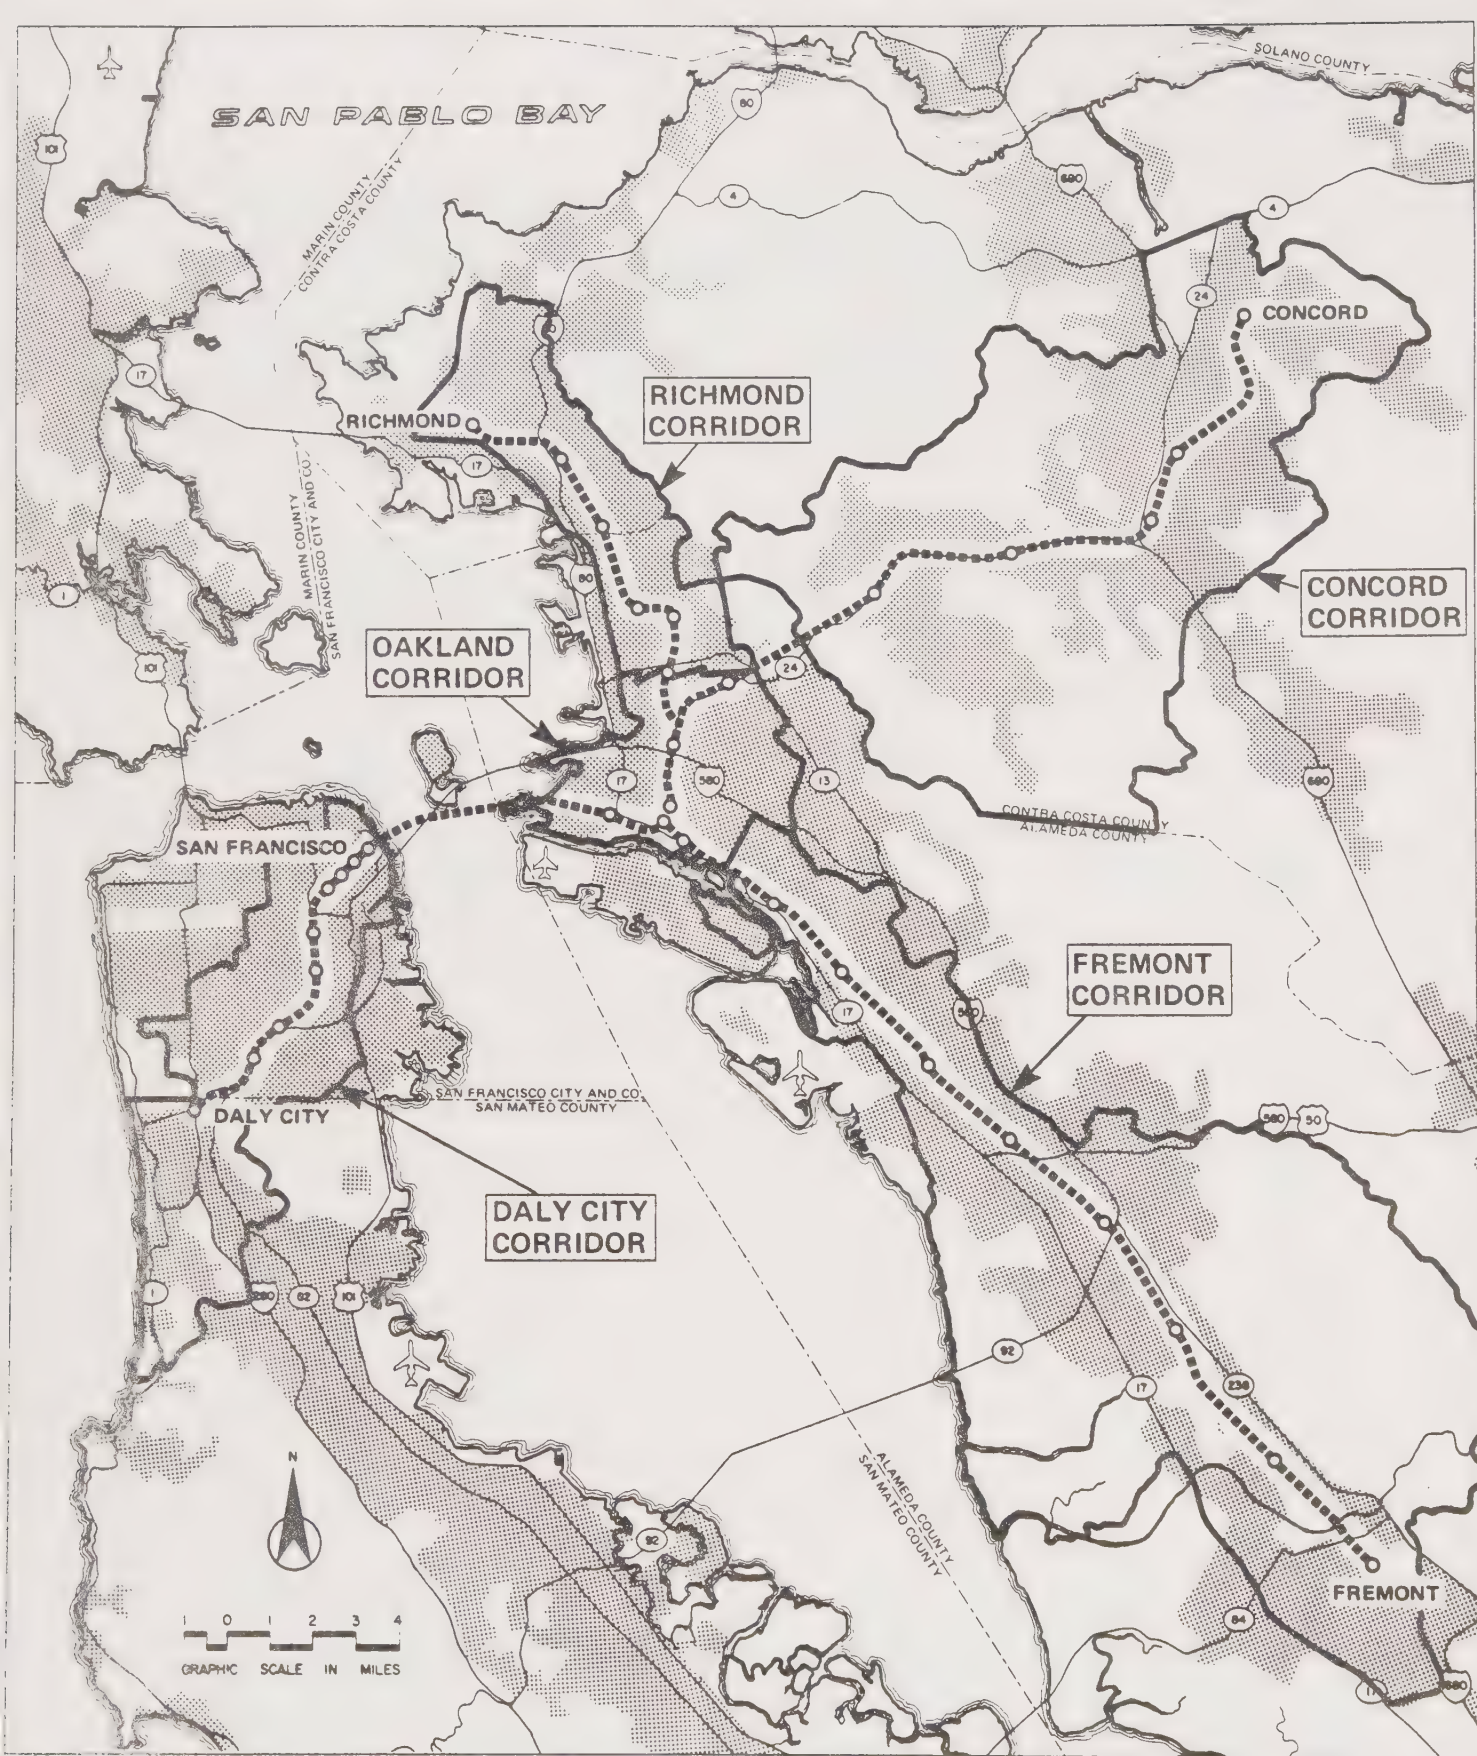 SOLANO COUNTY
SAN PABLO BAY
80
101
MARIN COUNTY
CONTRA COSTA COUNTY
680
4
4
24
CONCORD
80
17
RICHMOND
CORRIDOR
RICHMOND
17
MARIN COUNTY
SAN FRANCISCO CITY AND CO.
80
1
CONCORD
CORRIDOR
OAKLAND
CORRIDOR
101
24
17
580
13
680
CONTRA COSTA COUNTY
ALAMEDA COUNTY
SAN FRANCISCO
FREMONT
CORRIDOR
17
580
SAN FRANCISCO CITY AND CO.
SAN MATEO COUNTY
DALY CITY
580
50
DALY CITY
CORRIDOR
1
280
82
101
92
17
238
N
ALAMEDA COUNTY
SAN MATEO COUNTY
92
FREMONT
84
1 0 1 2 3 4
GRAPHIC SCALE IN MILES
17
680